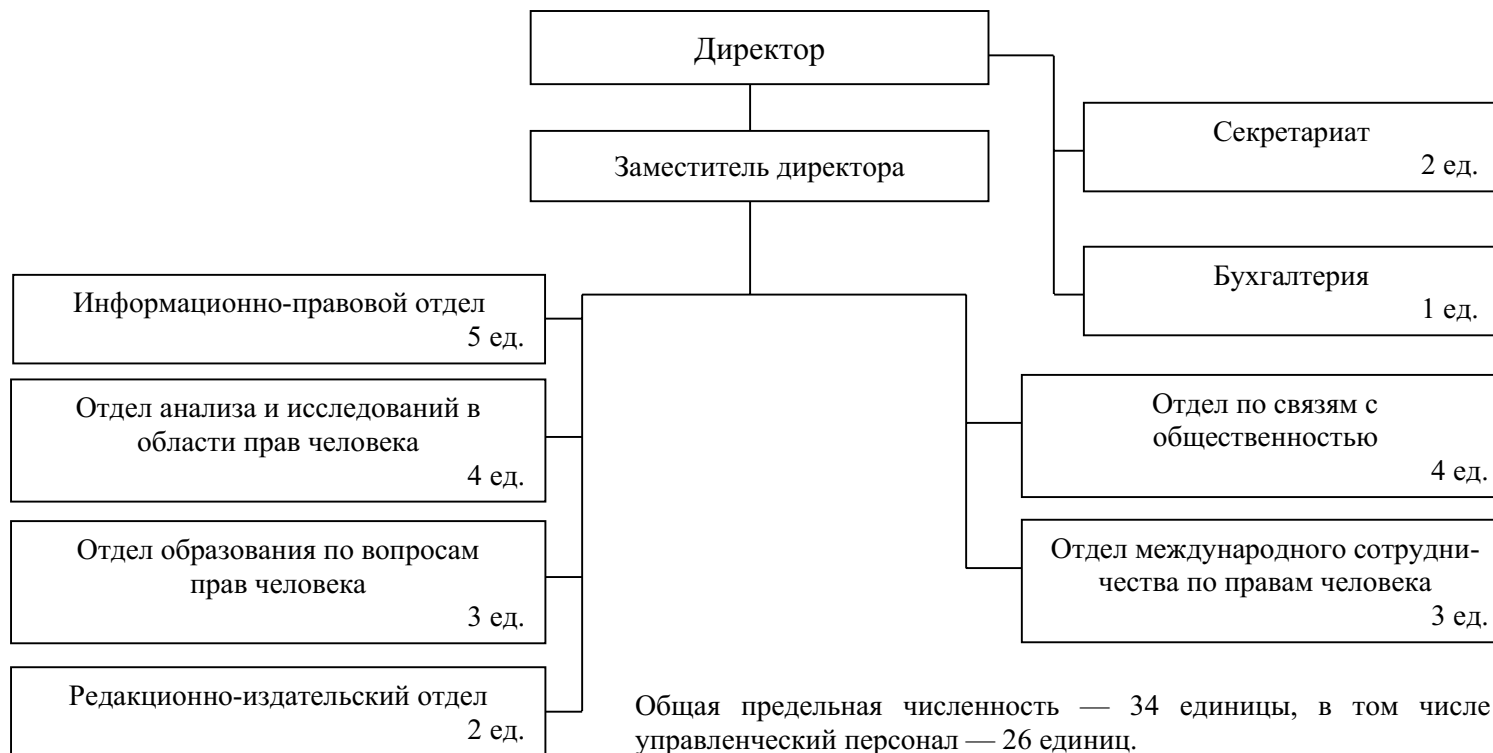 Директор
Заместитель директора
Секретариат
2 ед.
Бухгалтерия
1 ед.
Информационно-правовой отдел
5 ед.
Отдел анализа и исследований в
области прав человека
4 ед.
Отдел образования по вопросам
прав человека
3 ед.
Редакционно-издательский отдел
2 ед.
Отдел по связям с
общественностью
4 ед.
Отдел международного сотрудни-
чества по правам человека
3 ед.
Общая предельная численность — 34 единицы, в том числе
управленческий персонал — 26 единиц.